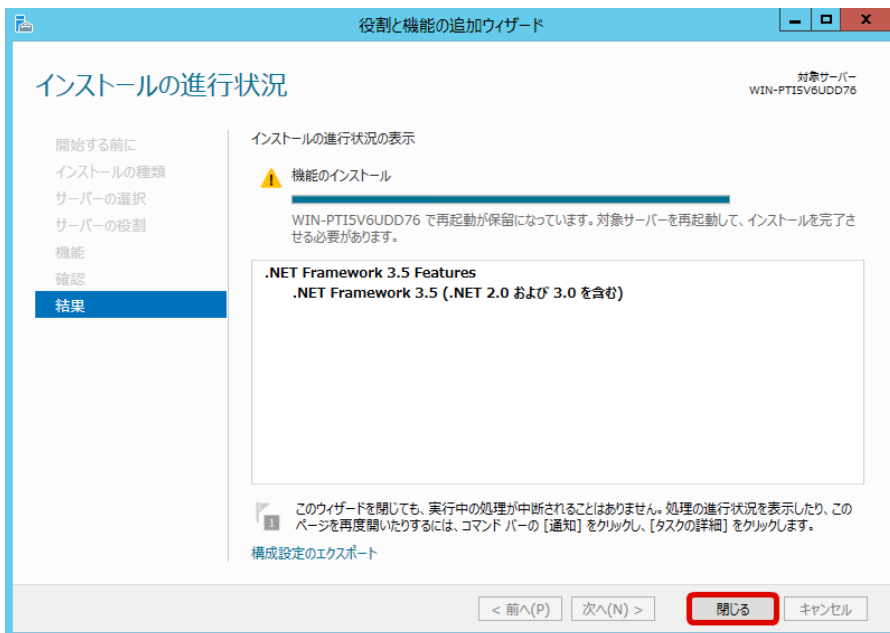 役割と機能の追加ウィザード
インストールの進行状況
対象サーバー
WIN-PTI5V6UDD76
開始する前に
インストールの種類
サーバーの選択
サーバーの役割
機能
確認
結果
インストールの進行状況の表示
機能のインストール
WIN-PTI5V6UDD76 で再起動が保留になっています。対象サーバーを再起動して、インストールを完了さ
せる必要があります。
.NET Framework 3.5 Features
.NET Framework 3.5 (.NET 2.0 および 3.0 を含む)
1
このウィザードを閉じても、実行中の処理が中断されることはありません。処理の進行状況を表示したり、この
ページを再度開いたりするには、コマンド バーの [通知] をクリックし、[タスクの詳細] をクリックします。
構成設定のエクスポート
< 前へ(P)
次へ(N) >
閉じる
キャンセル